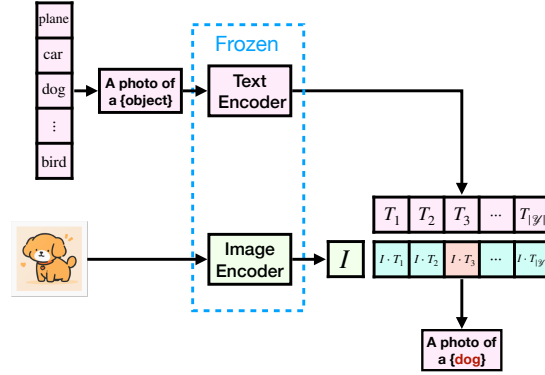 plane
car
dog
⋮
bird
A photo of
a {object}
Frozen
Text
Encoder
Image
Encoder
I
T₁ T₂ T₃ ... T|𝒴|
I · T₁ I · T₂ I · T₃ ... I · T|𝒴|
A photo of
a {dog}